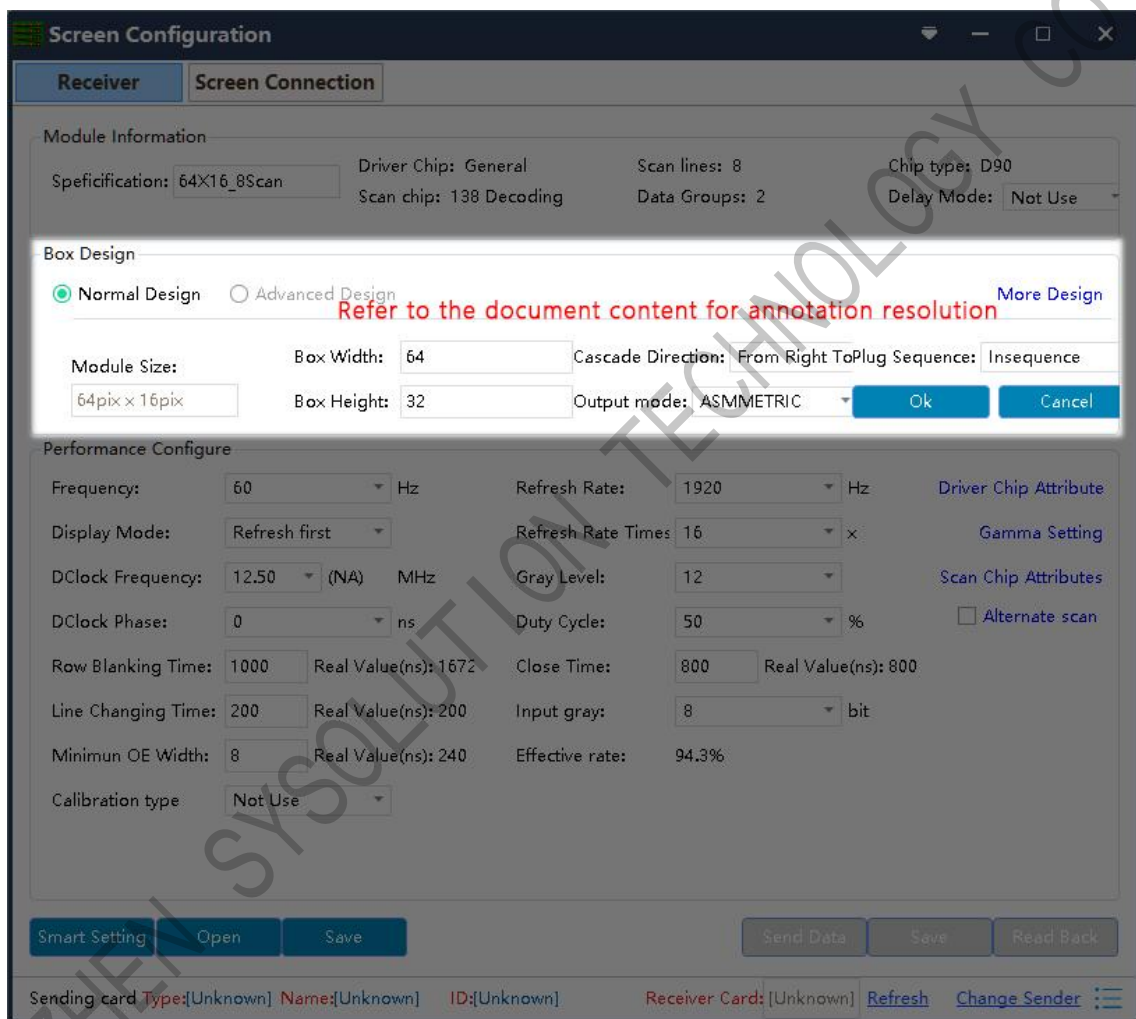 Screen Configuration
Receiver Screen Connection
Module Information
Speficification: 64X16_8Scan Driver Chip: General Scan lines: 8 Chip type: D90
Scan chip: 138 Decoding Data Groups: 2 Delay Mode: Not Use
Box Design
Normal Design Advanced Design More Design
Refer to the document content for annotation resolution
Module Size: Box Width: 64 Cascade Direction: From Right To Plug Sequence: Insequence
64pix x 16pix Box Height: 32 Output mode: ASMMETRIC Ok Cancel
Performance Configure
Frequency: 60 Hz Refresh Rate: 1920 Hz Driver Chip Attribute
Display Mode: Refresh first Refresh Rate Times 16 x Gamma Setting
DClock Frequency: 12.50 (NA) MHz Gray Level: 12 Scan Chip Attributes
DClock Phase: 0 ns Duty Cycle: 50 % Alternate scan
Row Blanking Time: 1000 Real Value(ns): 1672 Close Time: 800 Real Value(ns): 800
Line Changing Time: 200 Real Value(ns): 200 Input gray: 8 bit
Minimun OE Width: 8 Real Value(ns): 240 Effective rate: 94.3%
Calibration type Not Use
Smart Setting Open Save Send Data Save Read Back
Sending card Type:[Unknown] Name:[Unknown] ID:[Unknown] Receiver Card: [Unknown] Refresh Change Sender
ZHEN SYSOLUTION TECHNOLOGY CO